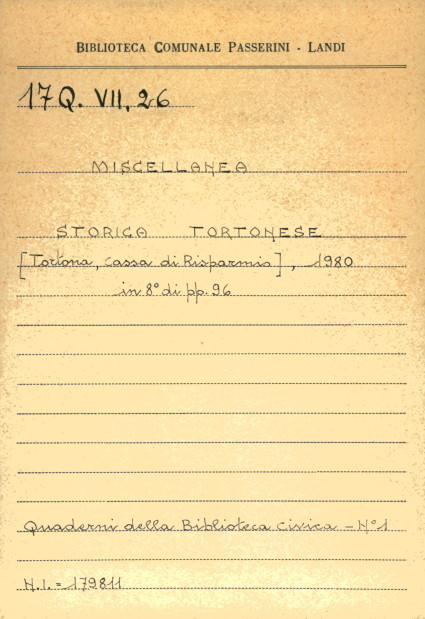 BIBLIOTECA COMUNALE PASSERINI - LANDI
17 Q. VII, 26
MISCELLANEA
STORICA TORTONESE
[Tortona, Cassa di Risparmio], 1980
in 8° di pp. 96
Quaderni della Biblioteca civica - N° 1
N.I. = 179811